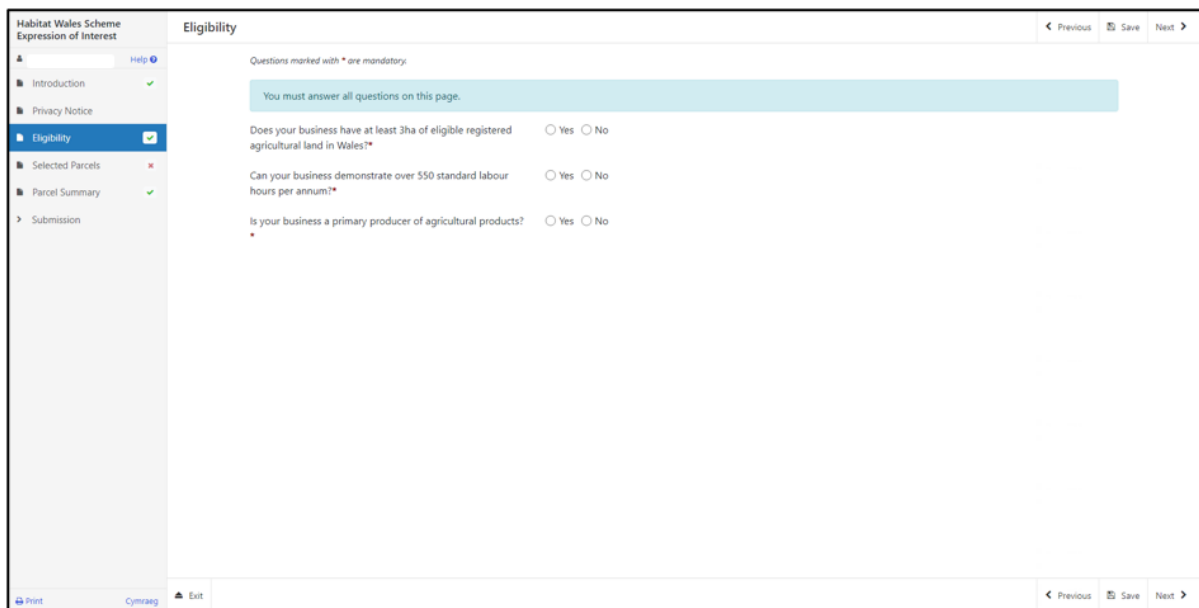 Habitat Wales Scheme
Expression of Interest
Help
Introduction
Privacy Notice
Eligibility
Selected Parcels
Parcel Summary
Submission
Print Cymraeg
Eligibility
Previous Save Next
Questions marked with * are mandatory.
You must answer all questions on this page.
Does your business have at least 3ha of eligible registered
agricultural land in Wales?*
Yes No
Can your business demonstrate over 550 standard labour
hours per annum?*
Yes No
Is your business a primary producer of agricultural products?
*
Yes No
Exit
Previous Save Next